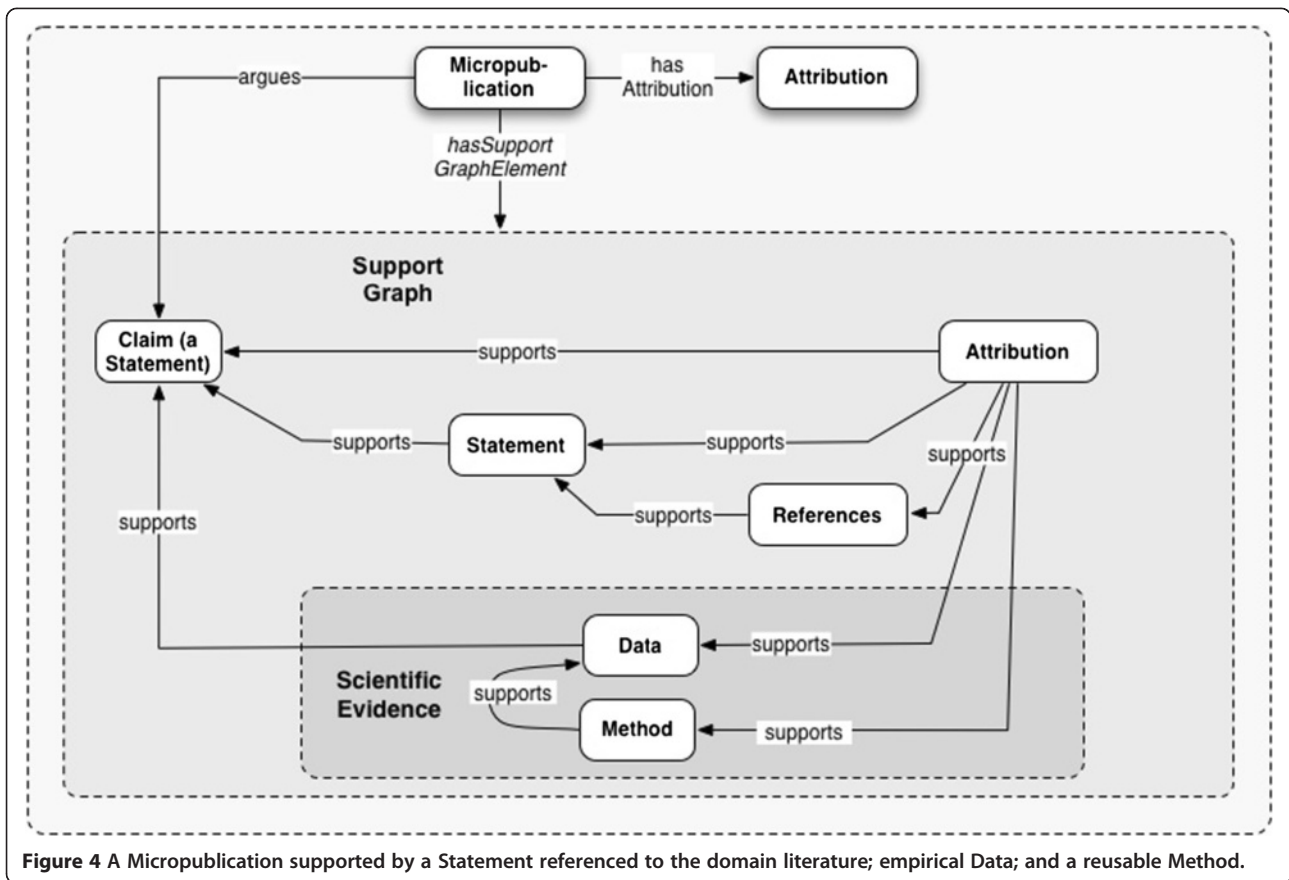 argues
Micropub-
lication
has
Attribution
Attribution
hasSupport
GraphElement
Support
Graph
Claim (a
Statement)
supports
Attribution
supports
Statement
supports
supports
supports
References
supports
supports
Data
supports
Scientific
Evidence
supports
Method
supports
Figure 4 A Micropublication supported by a Statement referenced to the domain literature; empirical Data; and a reusable Method.